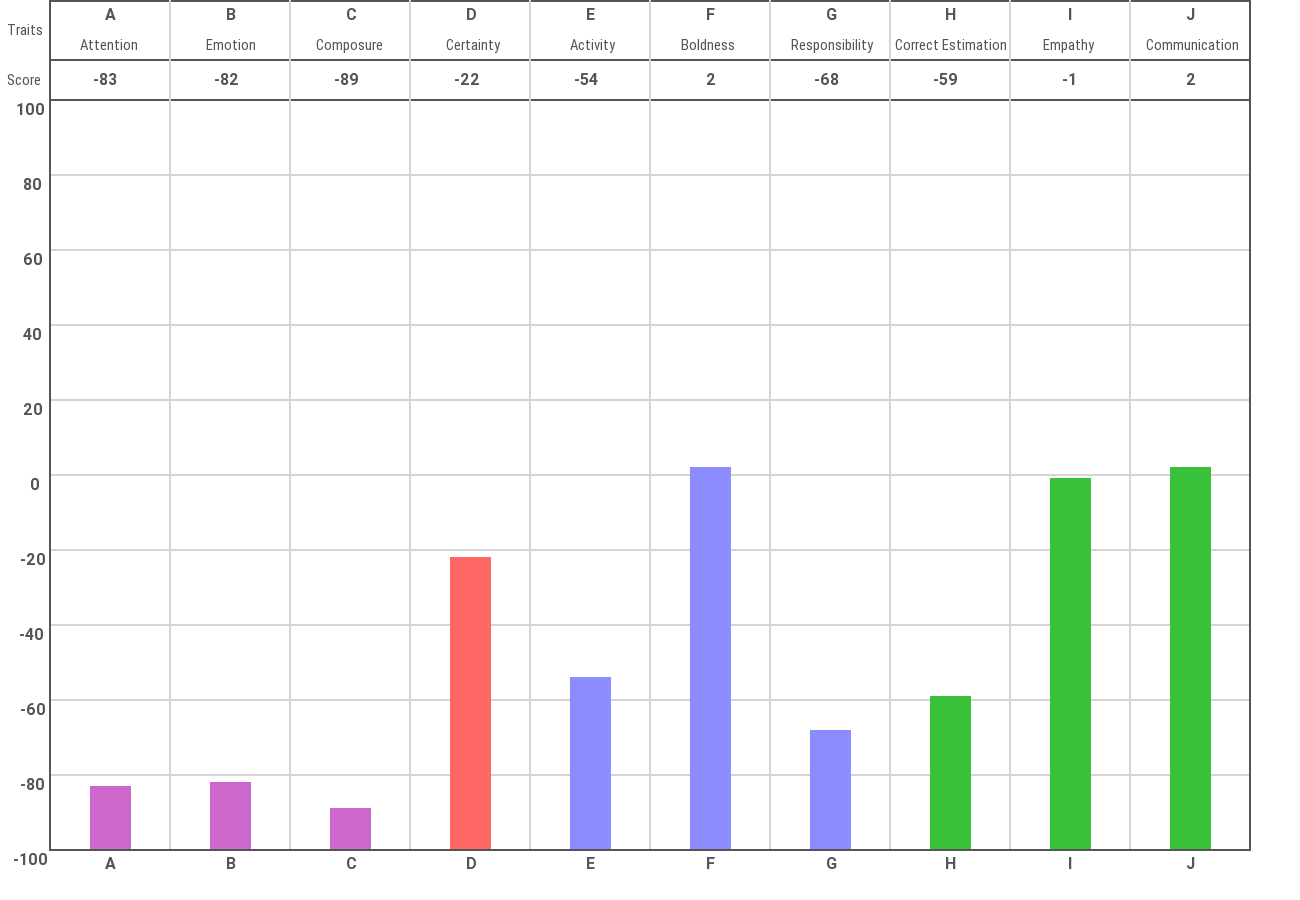 A B C D E F G H I J
Traits
Attention Emotion Composure Certainty Activity Boldness Responsibility Correct Estimation Empathy Communication
Score -83 -82 -89 -22 -54 2 -68 -59 -1 2
100
80
60
40
20
0
-20
-40
-60
-80
-100
A B C D E F G H I J